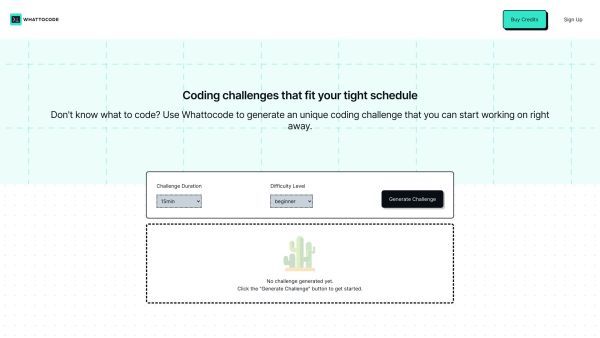 WHATTOCODE
Buy Credits
Sign Up
Coding challenges that fit your tight schedule
Don't know what to code? Use Whattocode to generate an unique coding challenge that you can start working on right
away.
Challenge Duration
Difficulty Level
15min
beginner
Generate Challenge
No challenge generated yet.
Click the "Generate Challenge" button to get started.